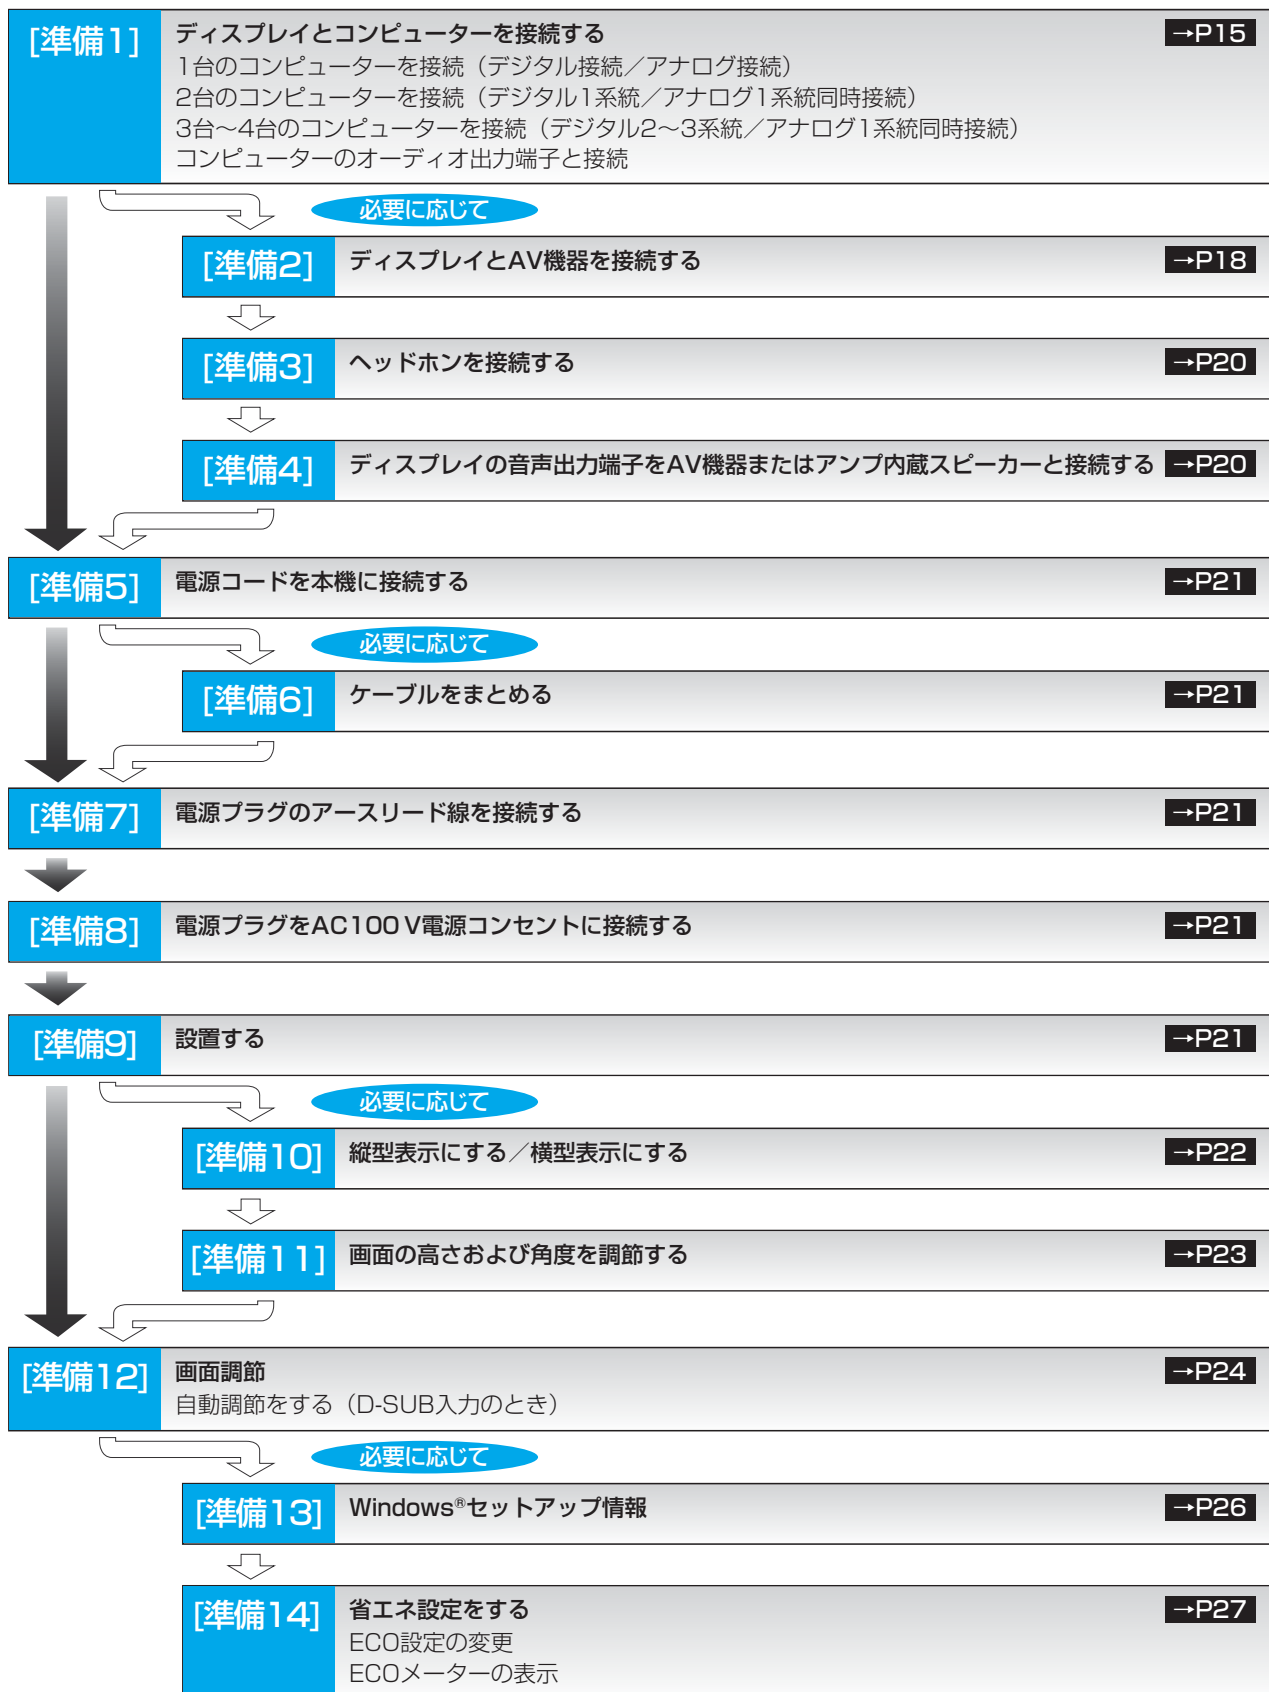 [準備1]
ディスプレイとコンピューターを接続する
→P15
1台のコンピューターを接続（デジタル接続／アナログ接続）
2台のコンピューターを接続（デジタル1系統／アナログ1系統同時接続）
3台～4台のコンピューターを接続（デジタル2～3系統／アナログ1系統同時接続）
コンピューターのオーディオ出力端子と接続
必要に応じて
[準備2]
ディスプレイとAV機器を接続する
→P18
[準備3]
ヘッドホンを接続する
→P20
[準備4]
ディスプレイの音声出力端子をAV機器またはアンプ内蔵スピーカーと接続する
→P20
[準備5]
電源コードを本機に接続する
→P21
必要に応じて
[準備6]
ケーブルをまとめる
→P21
[準備7]
電源プラグのアースリード線を接続する
→P21
[準備8]
電源プラグをAC100 V電源コンセントに接続する
→P21
[準備9]
設置する
→P21
必要に応じて
[準備10]
縦型表示にする／横型表示にする
→P22
[準備11]
画面の高さおよび角度を調節する
→P23
[準備12]
画面調節
→P24
自動調節をする（D-SUB入力のとき）
必要に応じて
[準備13]
Windows®セットアップ情報
→P26
[準備14]
省エネ設定をする
→P27
ECO設定の変更
ECOメーターの表示